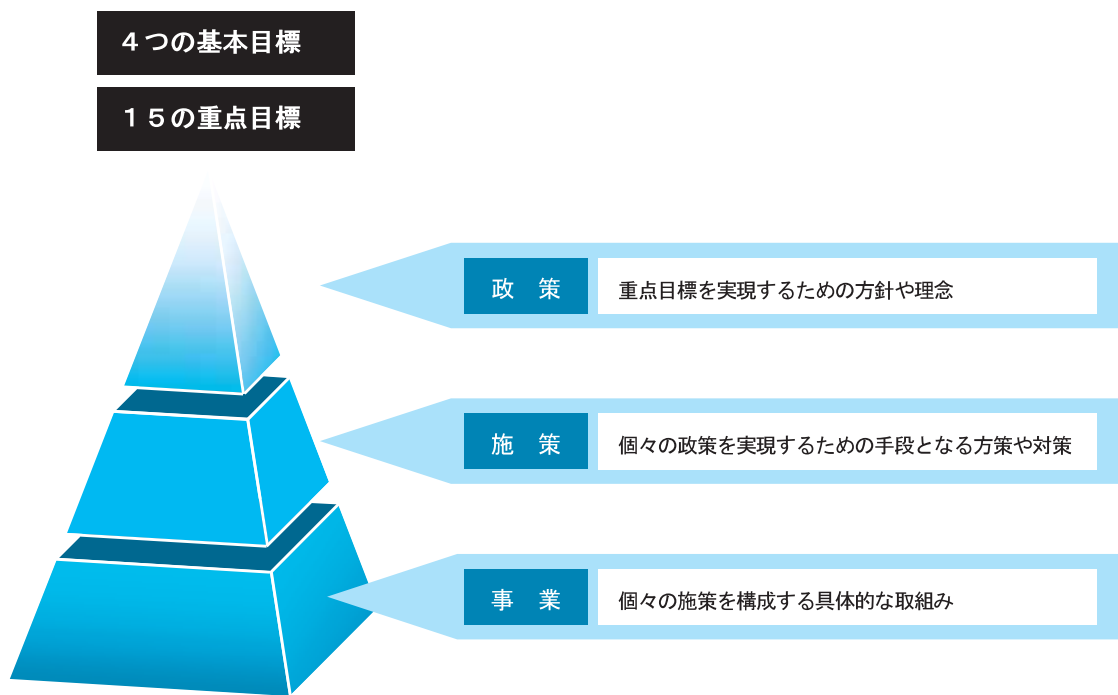 ４つの基本目標
１５の重点目標
政　策
重点目標を実現するための方針や理念
施　策
個々の政策を実現するための手段となる方策や対策
事　業
個々の施策を構成する具体的な取組み